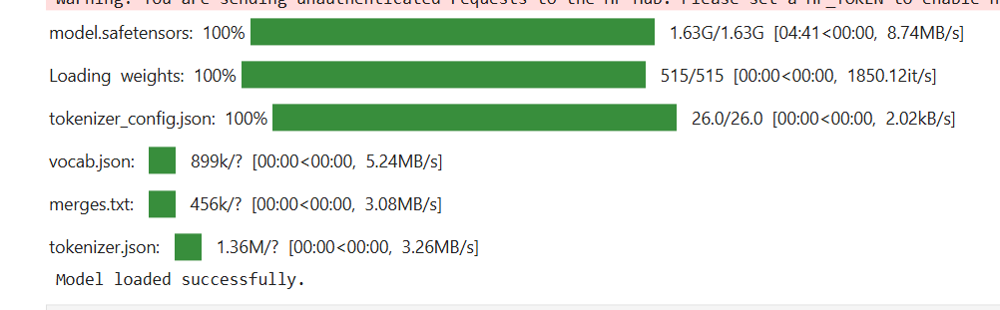 Warning: You are sending unauthenticated requests to the HF Hub. Please set a HF_TOKEN to enable
model.safetensors: 100% 1.63G/1.63G [04:41<00:00, 8.74MB/s]
Loading weights: 100% 515/515 [00:00<00:00, 1850.12it/s]
tokenizer_config.json: 100% 26.0/26.0 [00:00<00:00, 2.02kB/s]
vocab.json: 899k/? [00:00<00:00, 5.24MB/s]
merges.txt: 456k/? [00:00<00:00, 3.08MB/s]
tokenizer.json: 1.36M/? [00:00<00:00, 3.26MB/s]
Model loaded successfully.